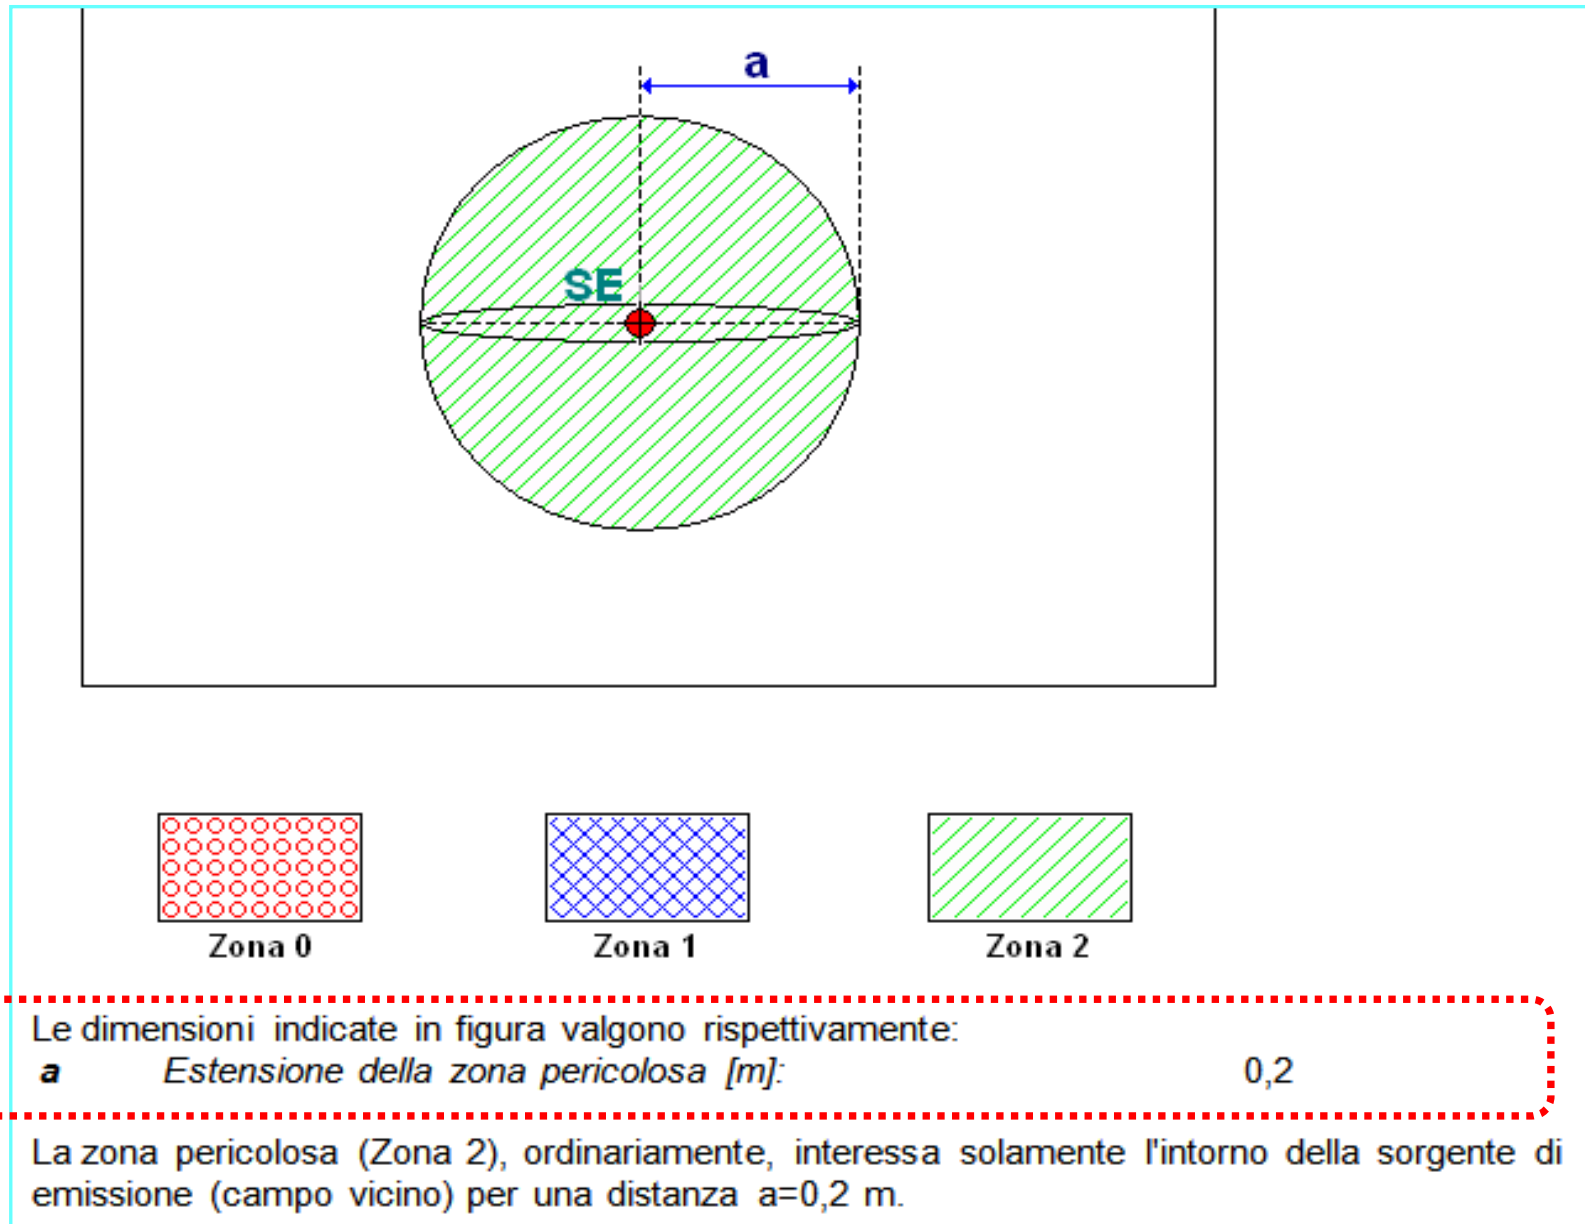 a
SE
Zona 0
Zona 1
Zona 2
Le dimensioni indicate in figura valgono rispettivamente:
a Estensione della zona pericolosa [m]: 0,2
La zona pericolosa (Zona 2), ordinariamente, interessa solamente l'intorno della sorgente di
emissione (campo vicino) per una distanza a=0,2 m.